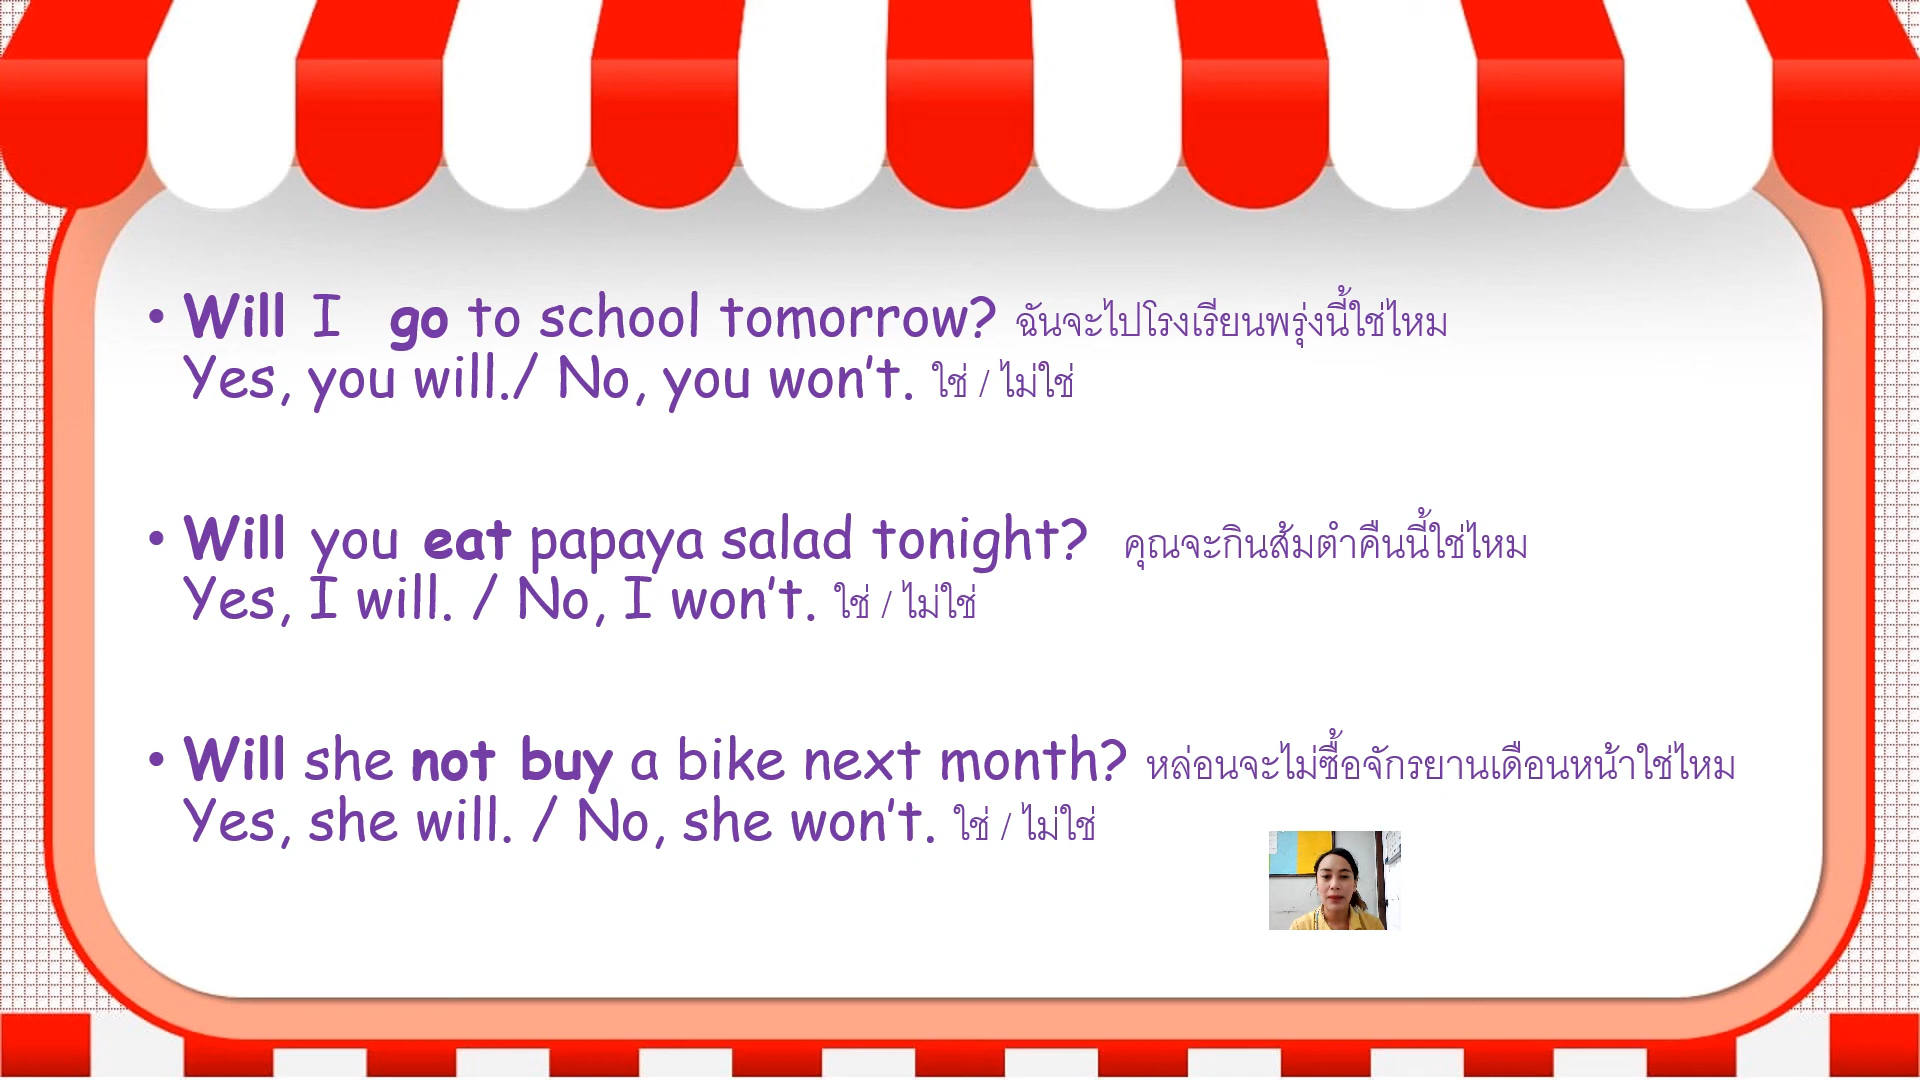 • Will I go to school tomorrow? ฉันจะไปโรงเรียนพรุ่งนี้ใช่ไหม
Yes, you will./ No, you won’t. ใช่ / ไม่ใช่
• Will you eat papaya salad tonight? คุณจะกินส้มตำคืนนี้ใช่ไหม
Yes, I will. / No, I won’t. ใช่ / ไม่ใช่
• Will she not buy a bike next month? หล่อนจะไม่ซื้อจักรยานเดือนหน้าใช่ไหม
Yes, she will. / No, she won’t. ใช่ / ไม่ใช่